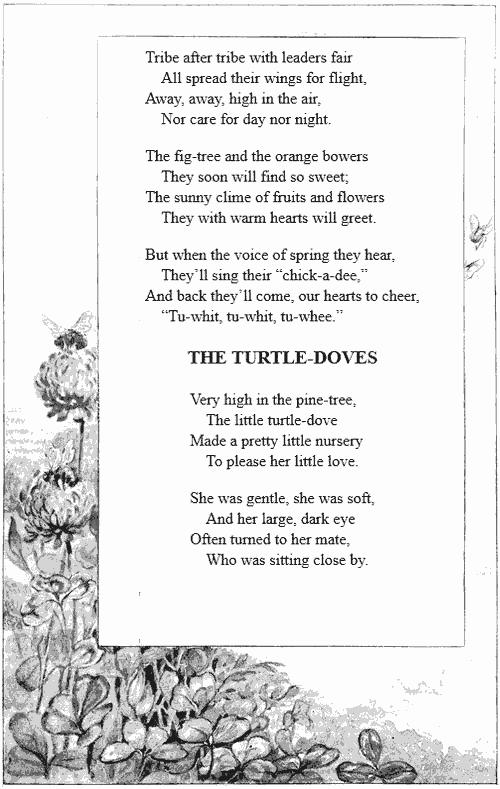 Tribe after tribe with leaders fair
All spread their wings for flight,
Away, away, high in the air,
Nor care for day nor night.
The fig-tree and the orange bowers
They soon will find so sweet;
The sunny clime of fruits and flowers
They with warm hearts will greet.
But when the voice of spring they hear,
They’ll sing their “chick-a-dee,”
And back they’ll come, our hearts to cheer,
“Tu-whit, tu-whit, tu-whee.”
THE TURTLE-DOVES
Very high in the pine-tree,
The little turtle-dove
Made a pretty little nursery
To please her little love.
She was gentle, she was soft,
And her large, dark eye
Often turned to her mate,
Who was sitting close by.